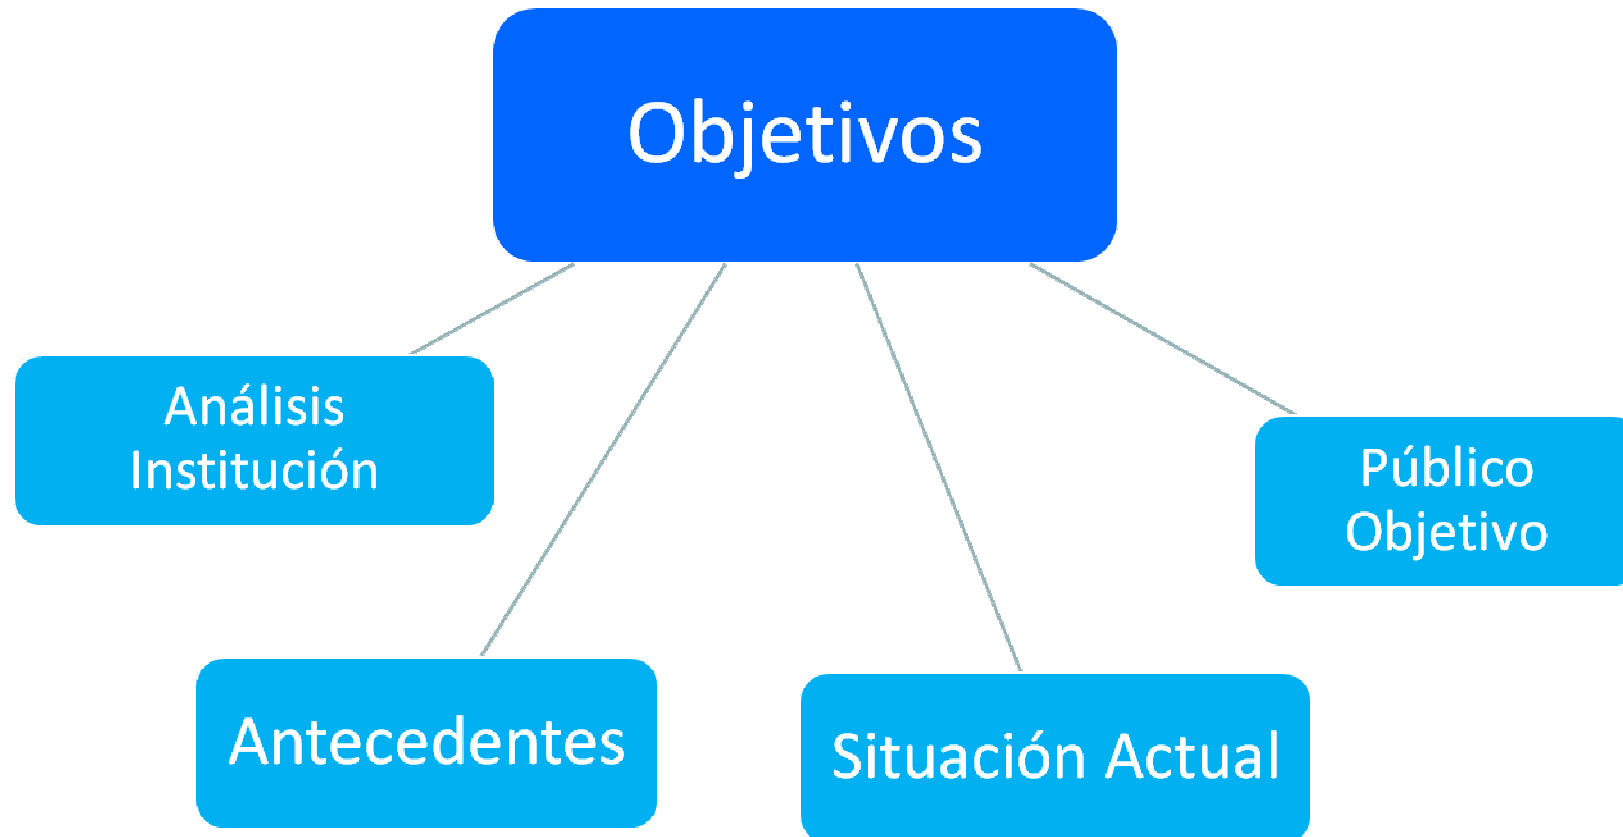 Objetivos
Análisis
Institución
Público
Objetivo
Antecedentes
Situación Actual